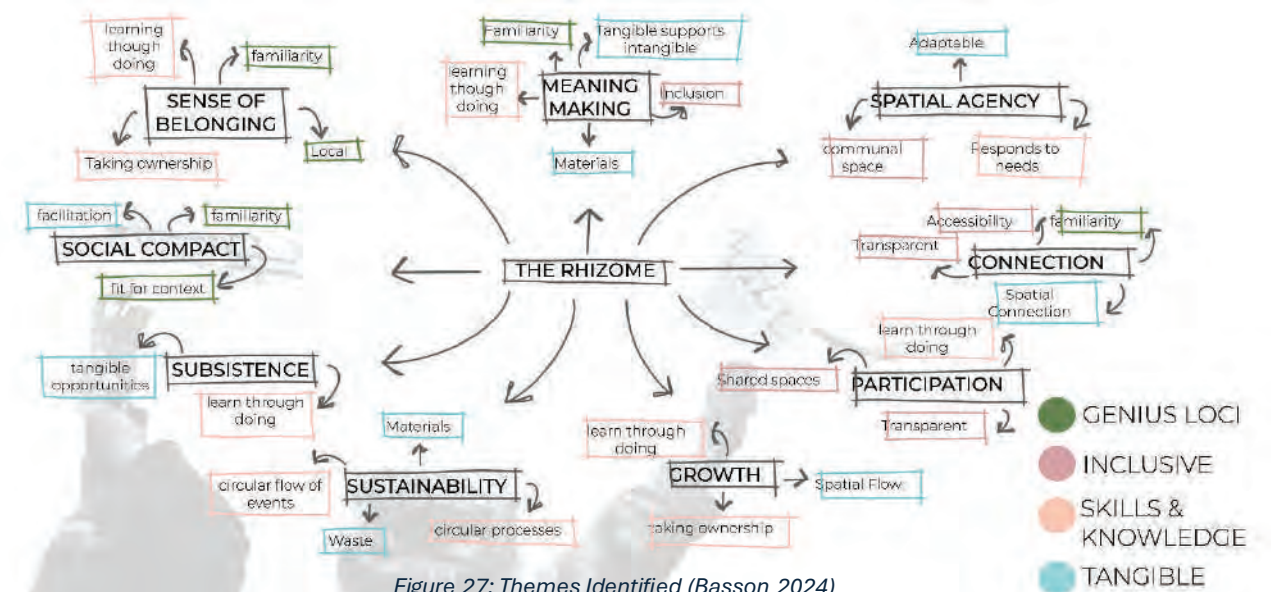 learning
though
doing
familiarity
SENSE OF
BELONGING
Taking ownership
Local
Familiarity
Tangible supports
intangible
learning
though
doing
MEANING
MAKING
Inclusion
Materials
Adaptable
SPATIAL AGENCY
communal
space
Responds to
needs
facilitation
familiarity
SOCIAL COMPACT
fit for context
THE RHIZOME
Accessibility
familiarity
Transparent
CONNECTION
Spatial
Connection
tangible
opportunities
SUBSISTENCE
learn through
doing
learn through
doing
Shared spaces
PARTICIPATION
Transparent
Materials
circular flow of
events
SUSTAINABILITY
Waste
circular processes
learn through
doing
GROWTH
Spatial Flow
taking ownership
GENIUS LOCI
INCLUSIVE
SKILLS &
KNOWLEDGE
TANGIBLE
Figure 27: Themes Identified (Basson, 2024)